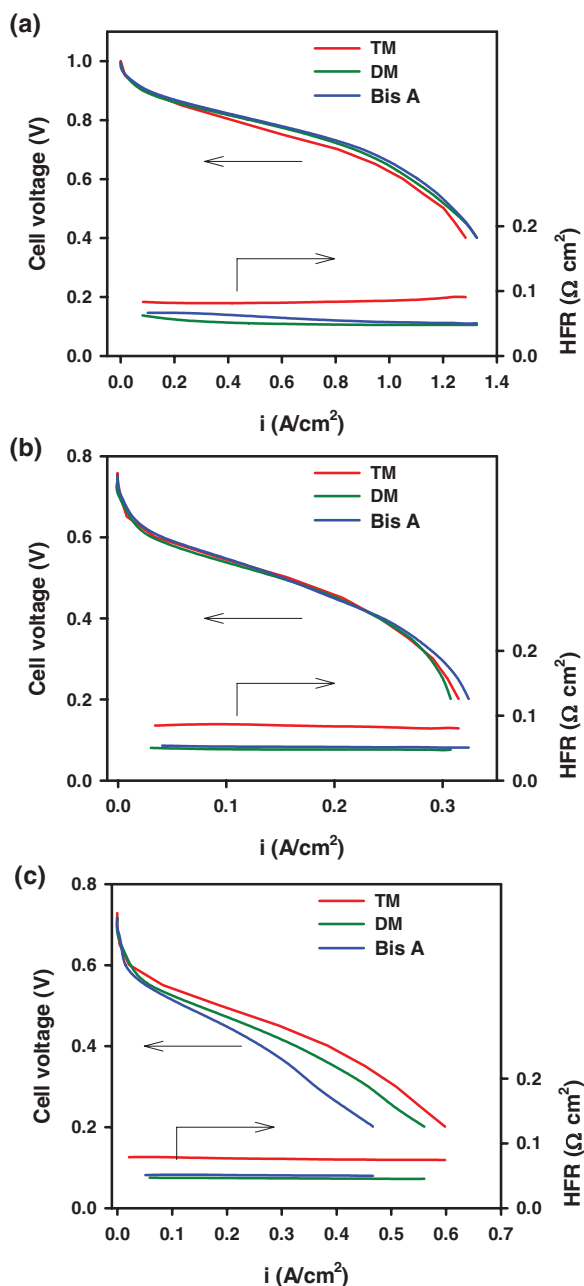 (a)
TM
DM
Bis A
1.0
0.8
0.6
0.4
0.2
0.0
Cell voltage (V)
0.2
0.1
0
HFR (Ω cm²)
0.0 0.2 0.4 0.6 0.8 1.0 1.2 1.4
i (A/cm²)
(b)
TM
DM
Bis A
0.8
0.6
0.4
0.2
0.0
Cell voltage (V)
0.2
0.1
0
HFR (Ω cm²)
0.0 0.1 0.2 0.3
i (A/cm²)
(c)
TM
DM
Bis A
0.8
0.6
0.4
0.2
0.0
Cell voltage (V)
0.2
0.1
0
HFR (Ω cm²)
0.0 0.1 0.2 0.3 0.4 0.5 0.6 0.7
i (A/cm²)